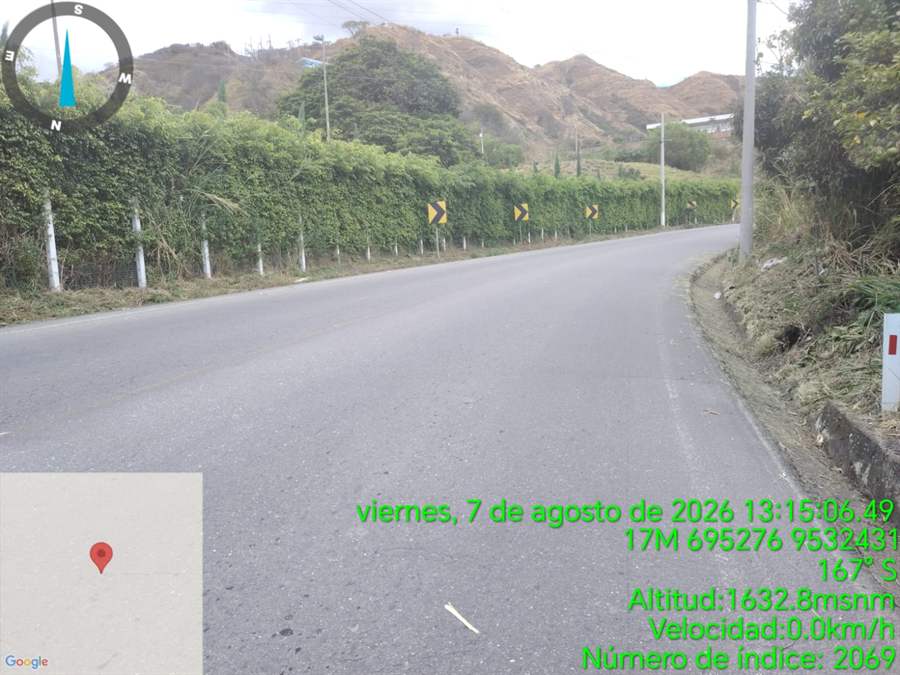 S
E
W
N
viernes, 7 de agosto de 2026 13:15:06.49
17M 695276 9532431
167° S
Altitud:1632.8msnm
Velocidad:0.0km/h
Número de índice: 2069
Google